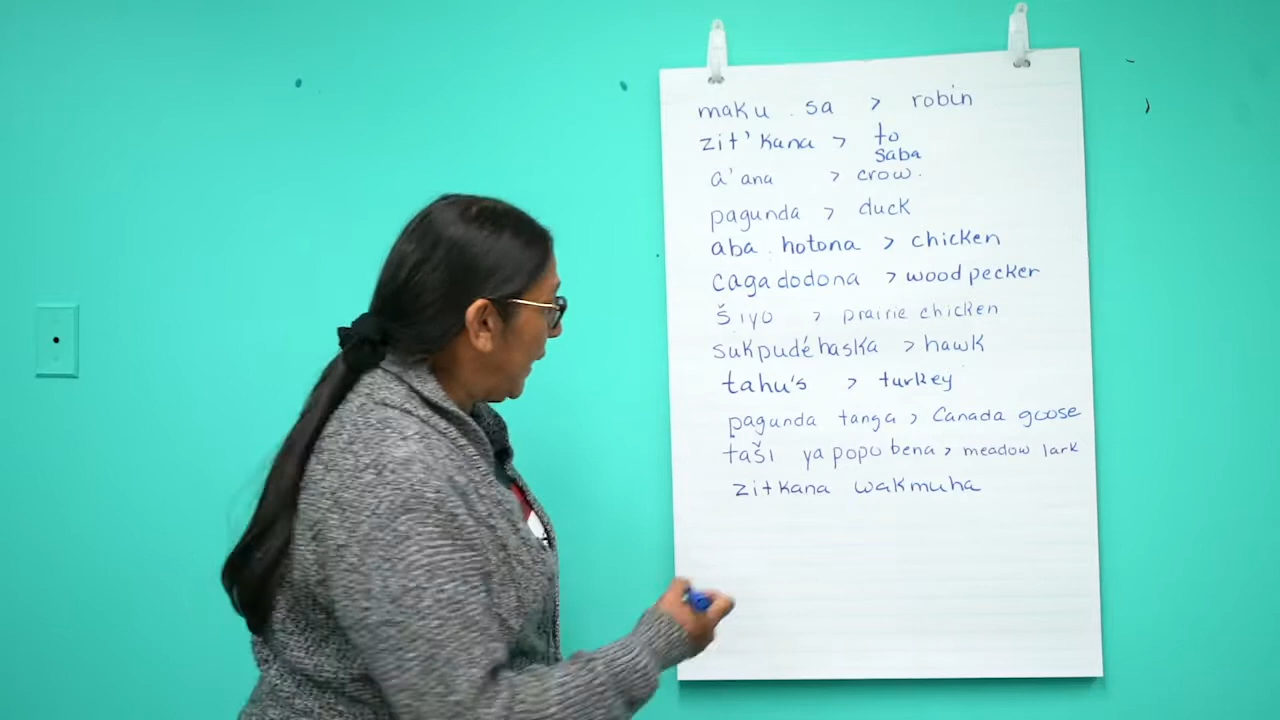 maku sa > robin
zit'kana > to
saba
a'ana > crow.
pagunda > duck
aba hotona > chicken
cagadodona > woodpecker
šiyo > prairie chicken
sukpudéhaska > hawk
tahu's > turkey
pagunda tanga > Canada goose
taši yapopobena > meadow lark
zitkana wakmuha